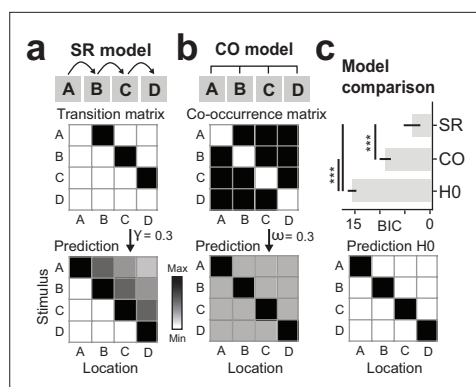 a
SR model
A B C D
Transition matrix
A
B
C
D
A B C D
γ = 0.3
Prediction
Stimulus
A
B
C
D
A B C D
Location
Max
Min
b
CO model
A B C D
Co-occurrence matrix
A
B
C
D
A B C D
ω = 0.3
Prediction
A
B
C
D
A B C D
Location
c
Model
comparison
SR
CO
H0
***
***
15 BIC 0
Prediction H0
A
B
C
D
A B C D
Location